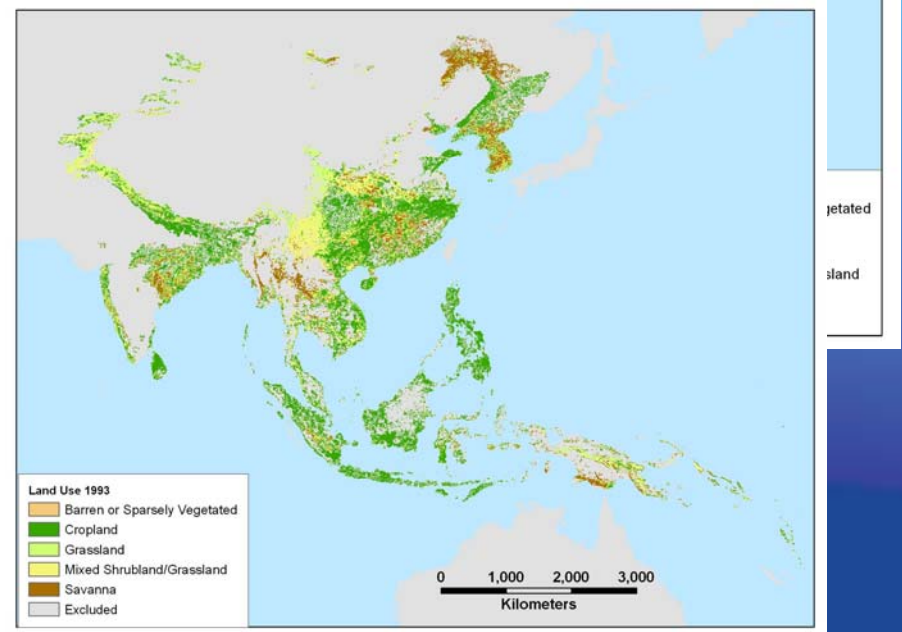 Land Use 1993
Barren or Sparsely Vegetated
Cropland
Grassland
Mixed Shrubland/Grassland
Savanna
Excluded
0 1,000 2,000 3,000
Kilometers
getated
sland